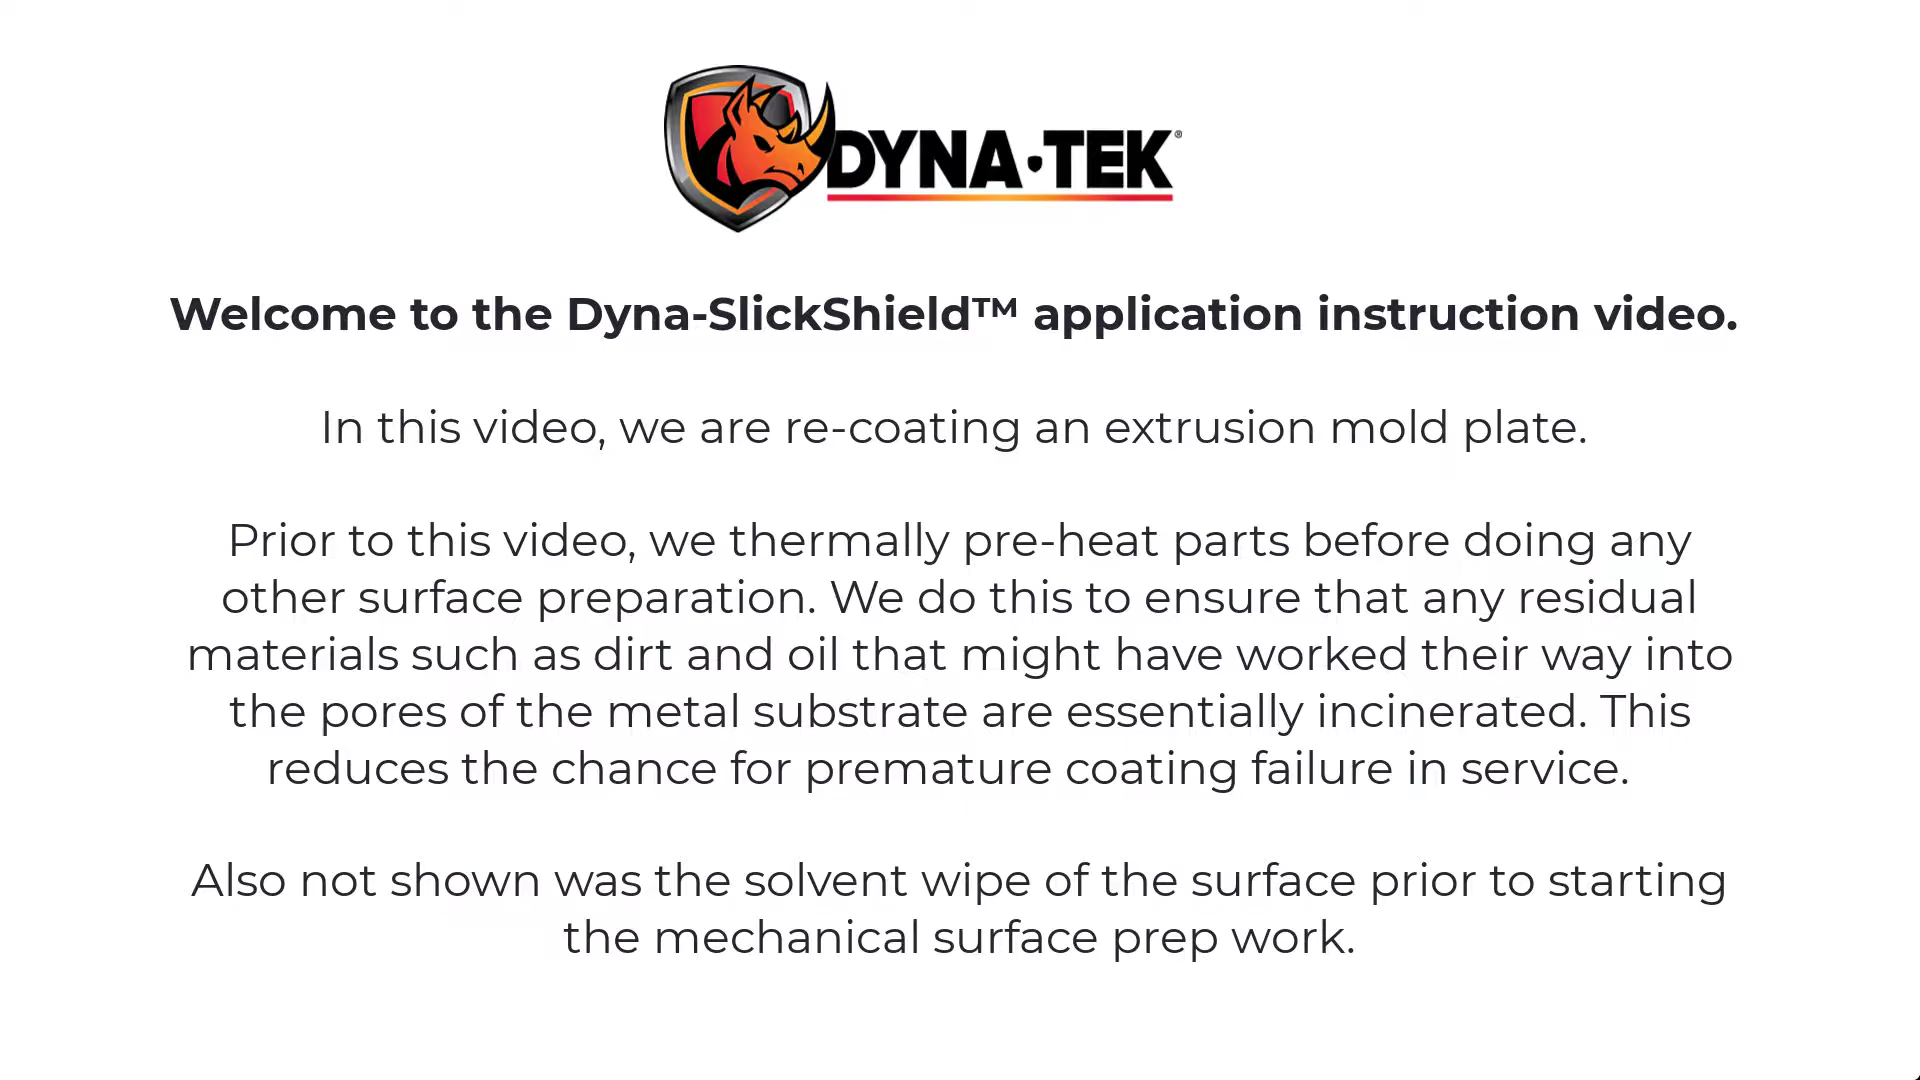 DYNA·TEK®
Welcome to the Dyna-SlickShield™ application instruction video.
In this video, we are re-coating an extrusion mold plate.
Prior to this video, we thermally pre-heat parts before doing any
other surface preparation. We do this to ensure that any residual
materials such as dirt and oil that might have worked their way into
the pores of the metal substrate are essentially incinerated. This
reduces the chance for premature coating failure in service.
Also not shown was the solvent wipe of the surface prior to starting
the mechanical surface prep work.